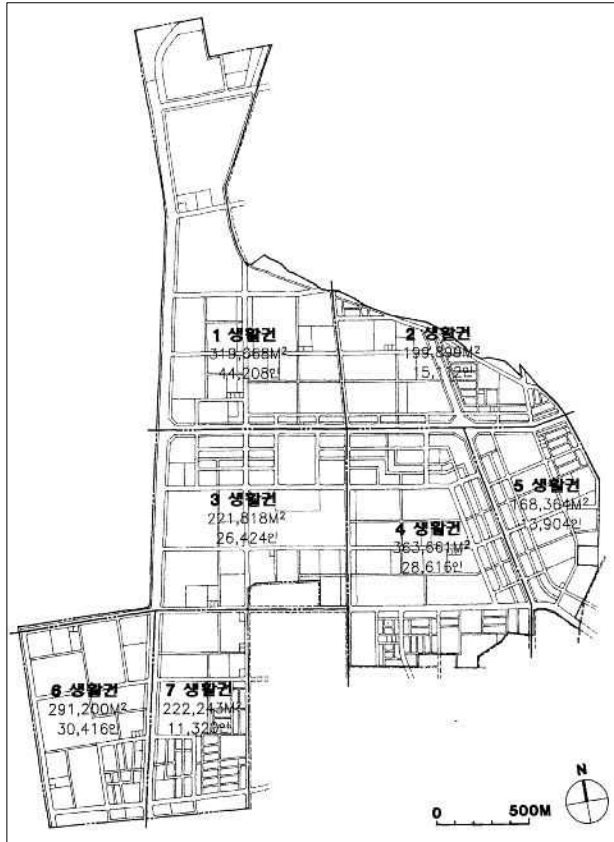 1 생활권
319,668M²
44,208인
2 생활권
199,890M²
3 생활권
221,818M²
26,424인
4 생활권
363,661M²
28,616인
5 생활권
168,364M²
13,904인
6 생활권
291,200M²
30,416인
7 생활권
222,243M²
11,320인
N
0 500M